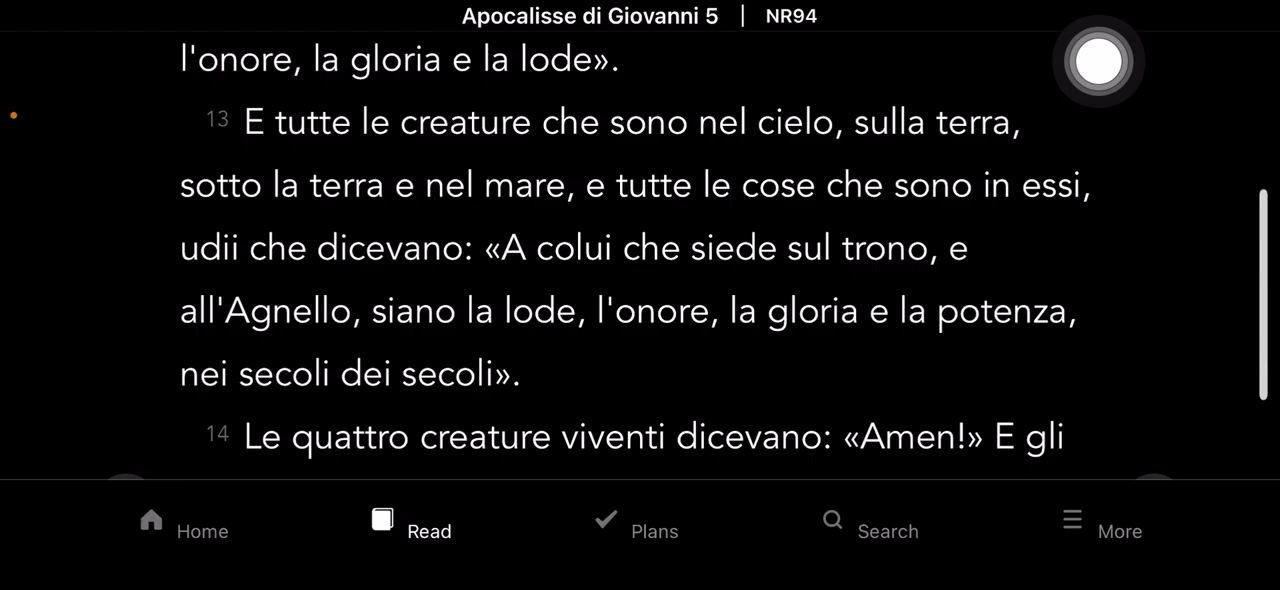 Apocalisse di Giovanni 5 | NR94
l'onore, la gloria e la lode».
13 E tutte le creature che sono nel cielo, sulla terra,
sotto la terra e nel mare, e tutte le cose che sono in essi,
udii che dicevano: «A colui che siede sul trono, e
all'Agnello, siano la lode, l'onore, la gloria e la potenza,
nei secoli dei secoli».
14 Le quattro creature viventi dicevano: «Amen!» E gli
Home Read Plans Search More